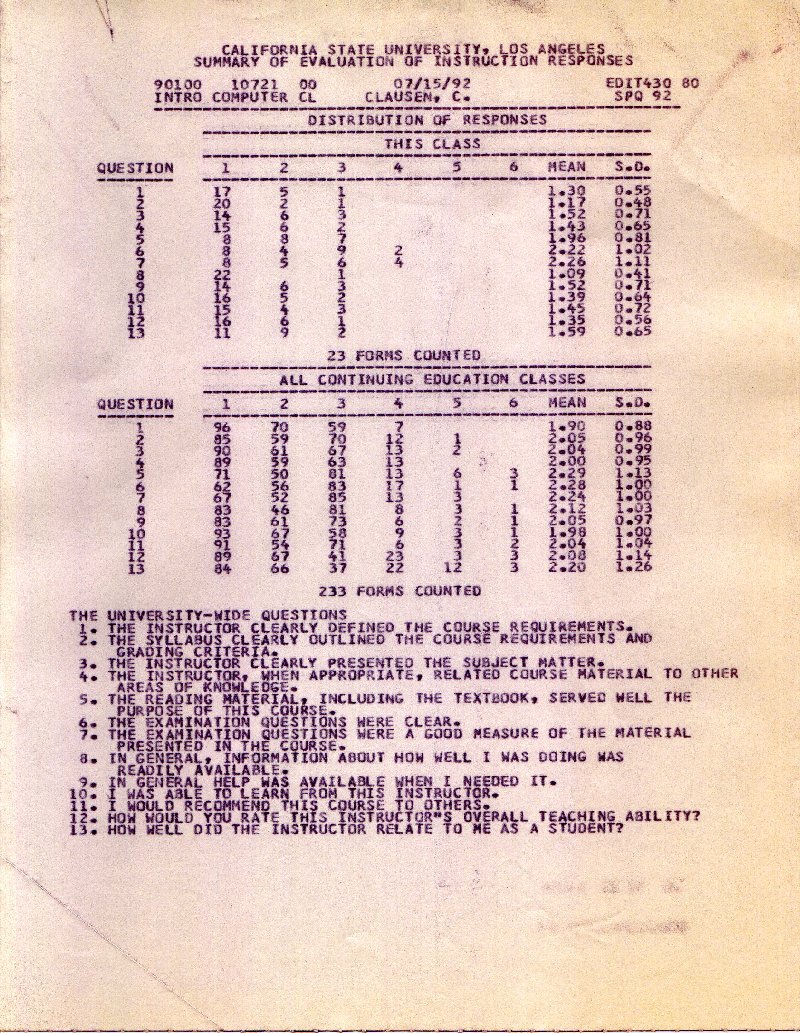 CALIFORNIA STATE UNIVERSITY, LOS ANGELES
SUMMARY OF EVALUATION OF INSTRUCTION RESPONSES
90100 10721 00 07/15/92 EDIT430 80
INTRO COMPUTER CL CLAUSEN, C. SPQ 92
DISTRIBUTION OF RESPONSES
THIS CLASS
QUESTION 1 2 3 4 5 6 MEAN S.D.
1 17 5 1 1.30 0.55
2 20 2 1 1.17 0.48
3 14 6 3 1.52 0.71
4 15 6 2 1.43 0.65
5 8 8 7 1.96 0.81
6 8 4 9 2 2.22 1.02
7 8 5 6 4 2.26 1.11
8 22 1 1.09 0.41
9 14 6 3 1.52 0.71
10 16 5 2 1.39 0.64
11 15 4 3 1.45 0.72
12 16 6 1 1.35 0.56
13 11 9 2 1.59 0.65
23 FORMS COUNTED
ALL CONTINUING EDUCATION CLASSES
QUESTION 1 2 3 4 5 6 MEAN S.D.
1 96 70 59 7 1.90 0.88
2 85 59 70 12 1 2.05 0.96
3 90 61 67 13 2 2.04 0.99
4 89 59 63 13 2.00 0.95
5 71 50 81 13 6 3 2.29 1.13
6 62 56 83 17 1 1 2.28 1.00
7 67 52 85 13 3 2.24 1.00
8 83 46 81 8 3 1 2.12 1.03
9 83 61 73 6 2 1 2.05 0.97
10 93 67 58 9 3 1 1.98 1.00
11 91 54 71 6 3 2 2.04 1.04
12 89 67 41 23 3 3 2.08 1.14
13 84 66 37 22 12 3 2.20 1.26
233 FORMS COUNTED
THE UNIVERSITY-WIDE QUESTIONS
1. THE INSTRUCTOR CLEARLY DEFINED THE COURSE REQUIREMENTS.
2. THE SYLLABUS CLEARLY OUTLINED THE COURSE REQUIREMENTS AND
GRADING CRITERIA.
3. THE INSTRUCTOR CLEARLY PRESENTED THE SUBJECT MATTER.
4. THE INSTRUCTOR, WHEN APPROPRIATE, RELATED COURSE MATERIAL TO OTHER
AREAS OF KNOWLEDGE.
5. THE READING MATERIAL, INCLUDING THE TEXTBOOK, SERVED WELL THE
PURPOSE OF THIS COURSE.
6. THE EXAMINATION QUESTIONS WERE CLEAR.
7. THE EXAMINATION QUESTIONS WERE A GOOD MEASURE OF THE MATERIAL
PRESENTED IN THE COURSE.
8. IN GENERAL, INFORMATION ABOUT HOW WELL I WAS DOING WAS
READILY AVAILABLE.
9. IN GENERAL HELP WAS AVAILABLE WHEN I NEEDED IT.
10. I WAS ABLE TO LEARN FROM THIS INSTRUCTOR.
11. I WOULD RECOMMEND THIS COURSE TO OTHERS.
12. HOW WOULD YOU RATE THIS INSTRUCTOR"S OVERALL TEACHING ABILITY?
13. HOW WELL DID THE INSTRUCTOR RELATE TO ME AS A STUDENT?